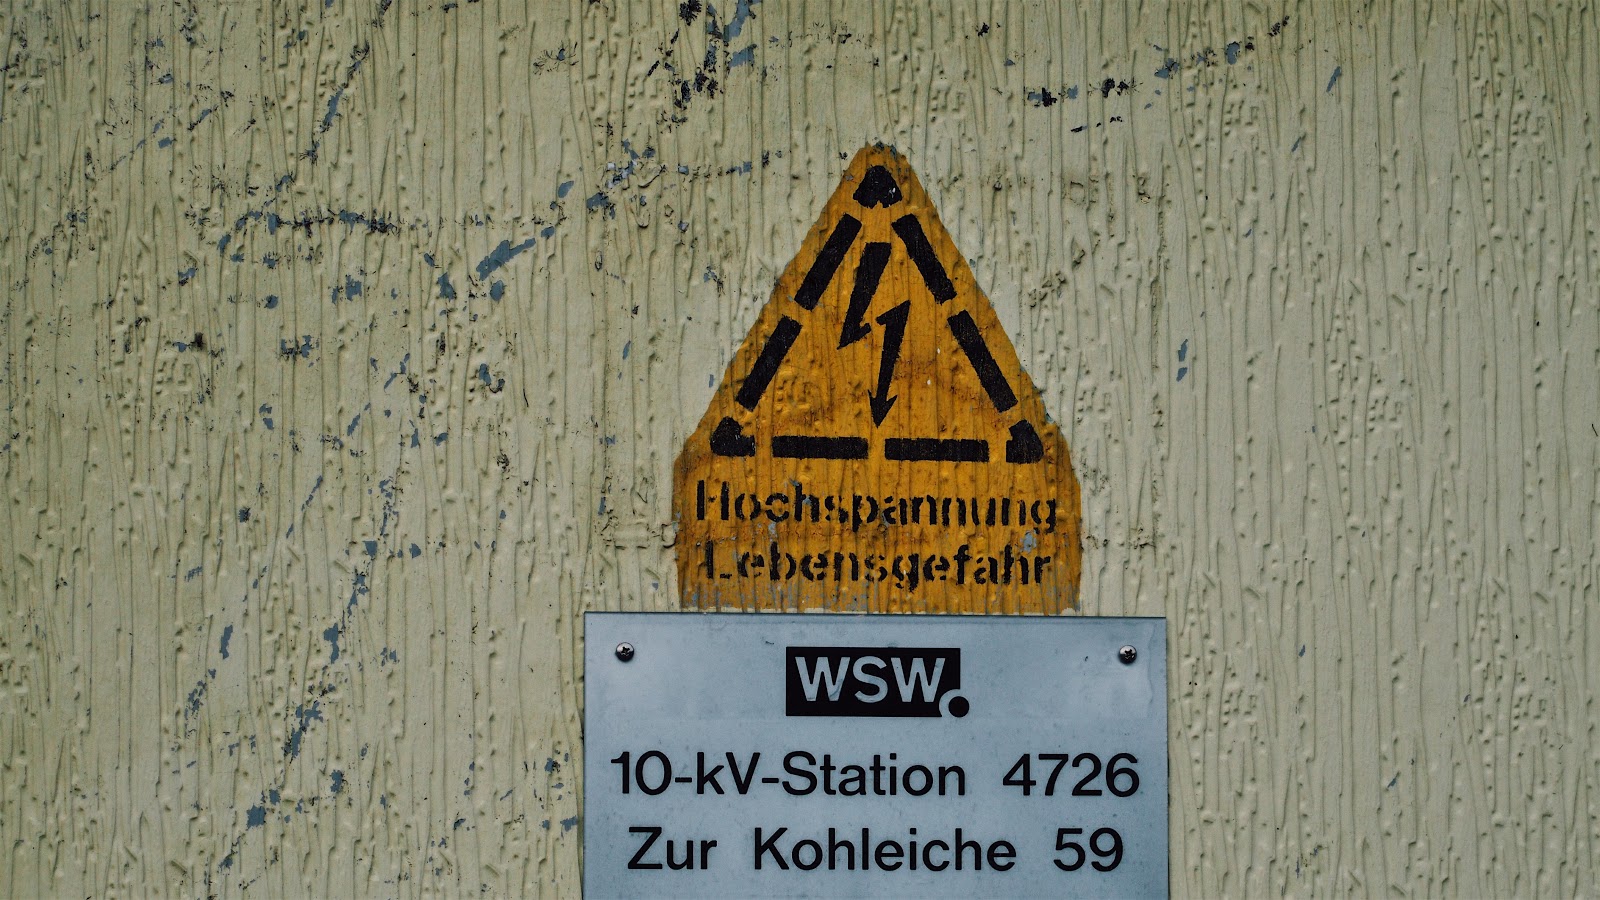 Hochspannung
Lebensgefahr
WSW.
10-kV-Station 4726
Zur Kohleiche 59